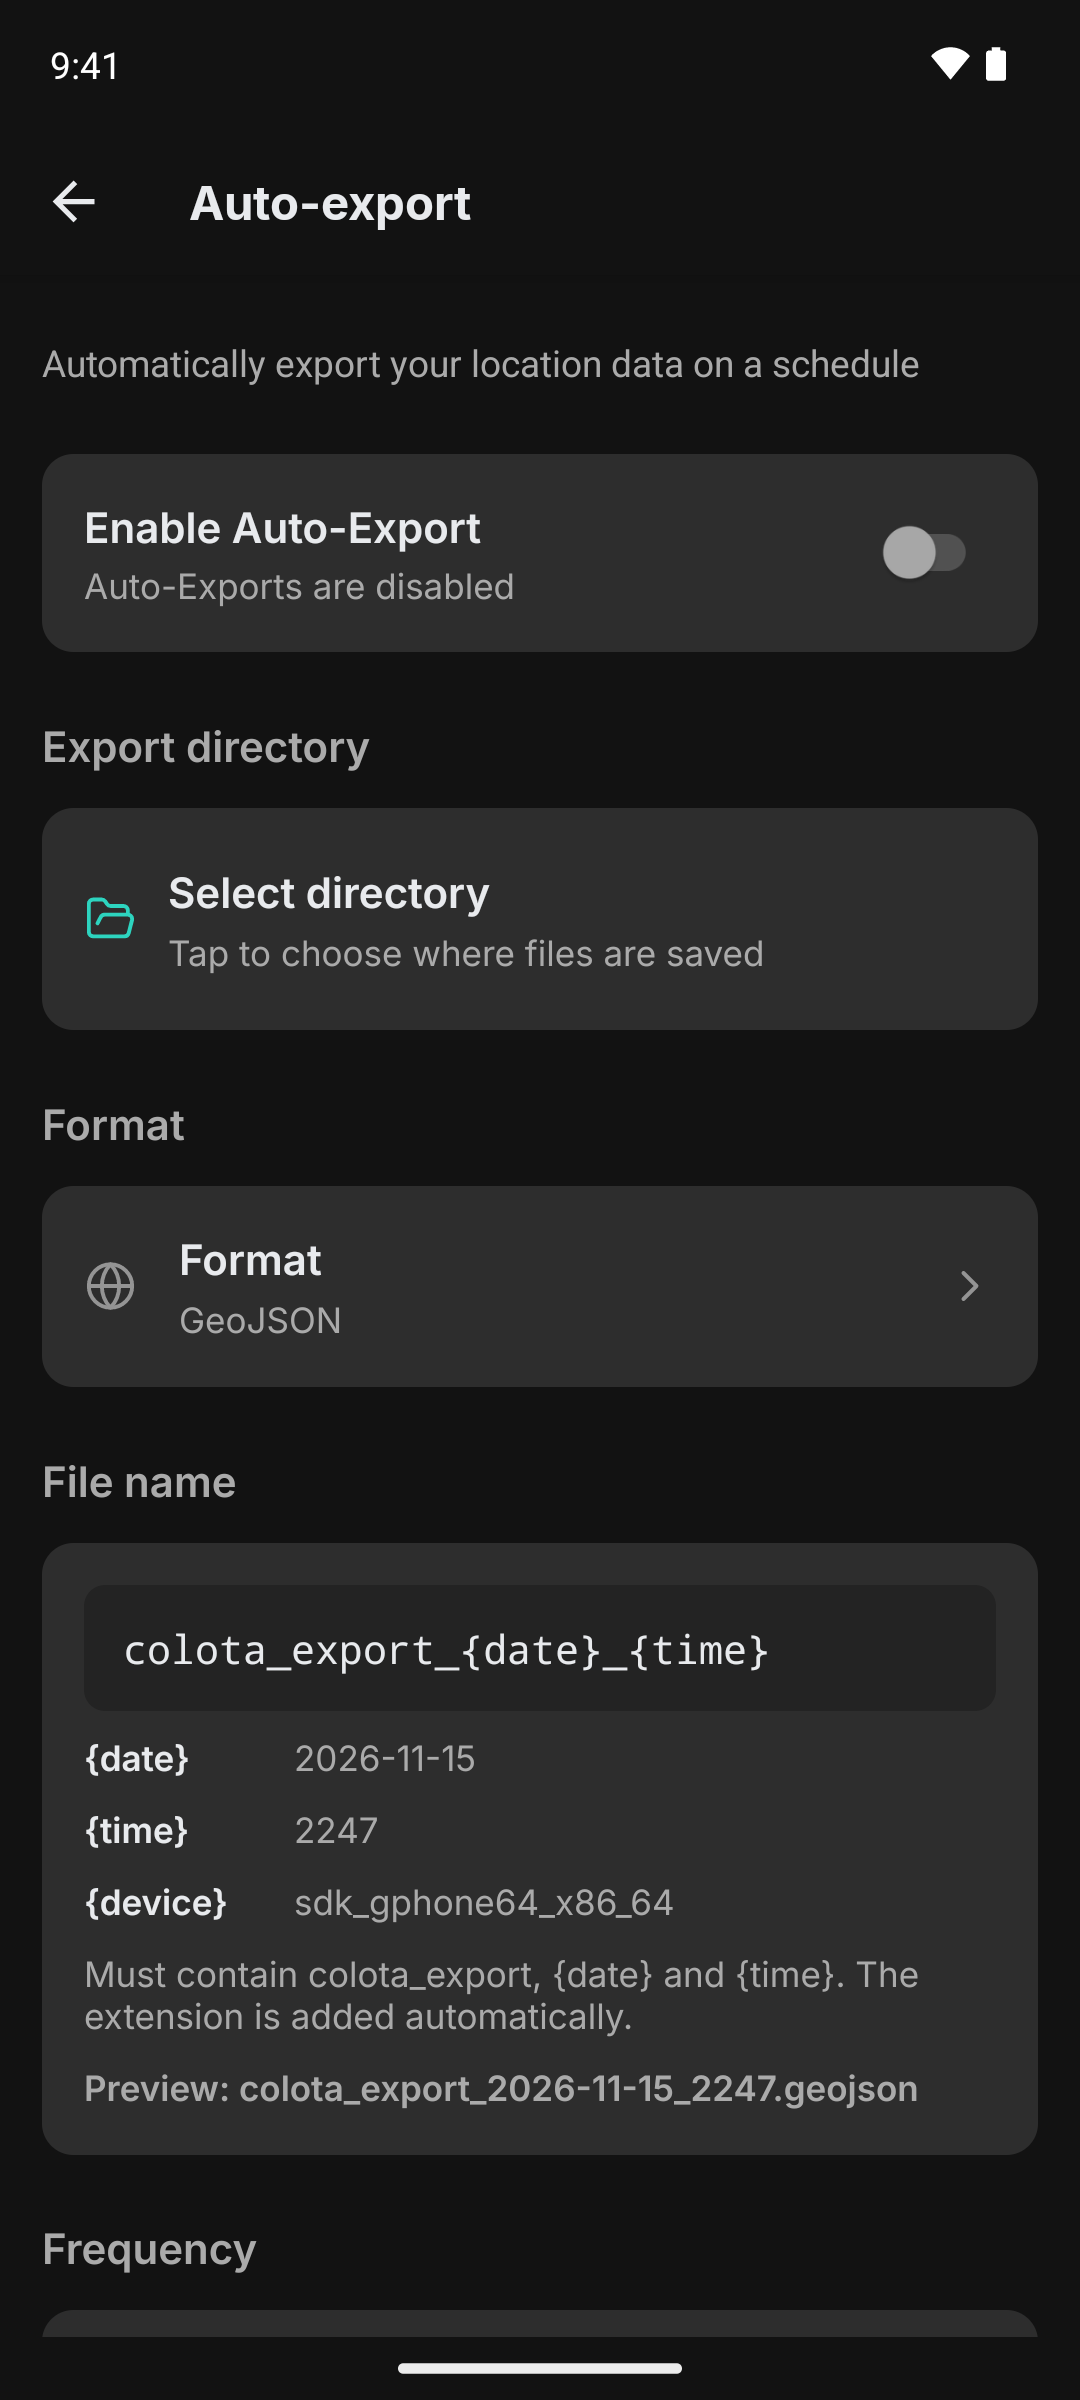 9:41
Auto-export
Automatically export your location data on a schedule
Enable Auto-Export
Auto-Exports are disabled
Export directory
Select directory
Tap to choose where files are saved
Format
Format
GeoJSON
File name
colota_export_{date}_{time}
{date} 2026-11-15
{time} 2247
{device} sdk_gphone64_x86_64
Must contain colota_export, {date} and {time}. The
extension is added automatically.
Preview: colota_export_2026-11-15_2247.geojson
Frequency